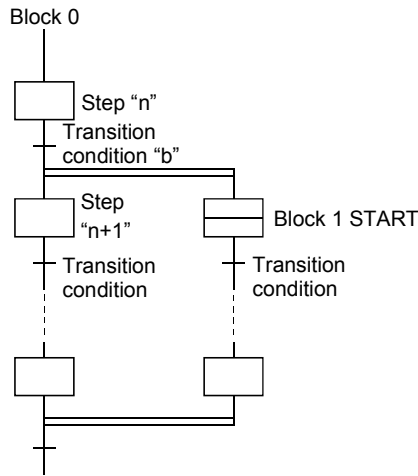 Block 0
Step “n”
Transition
condition “b”
Step
“n+1”
Block 1 START
Transition
condition
Transition
condition